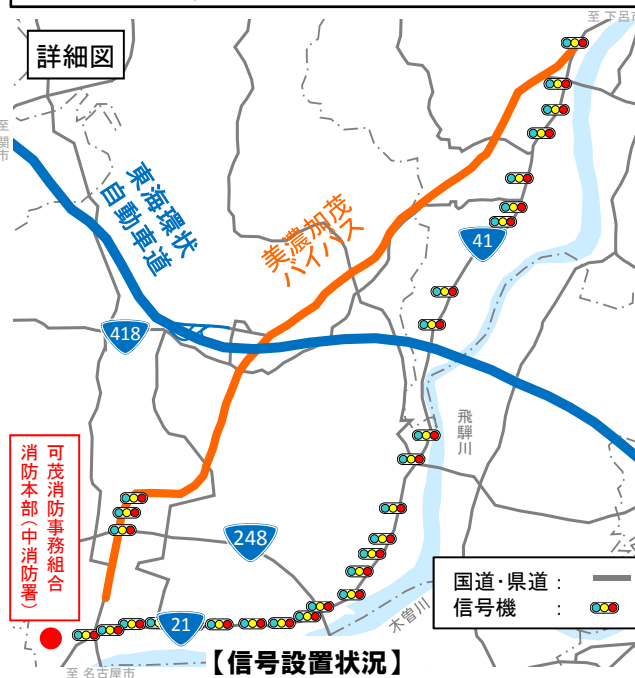 至 下呂市
詳細図
至 関市
東海環状
自動車道
美濃加茂
バイパス
41
418
飛騨川
可茂消防事務組合
消防本部(中消防署)
248
国道・県道：
信号機　：
木曽川
21
【信号設置状況】
至 名古屋市